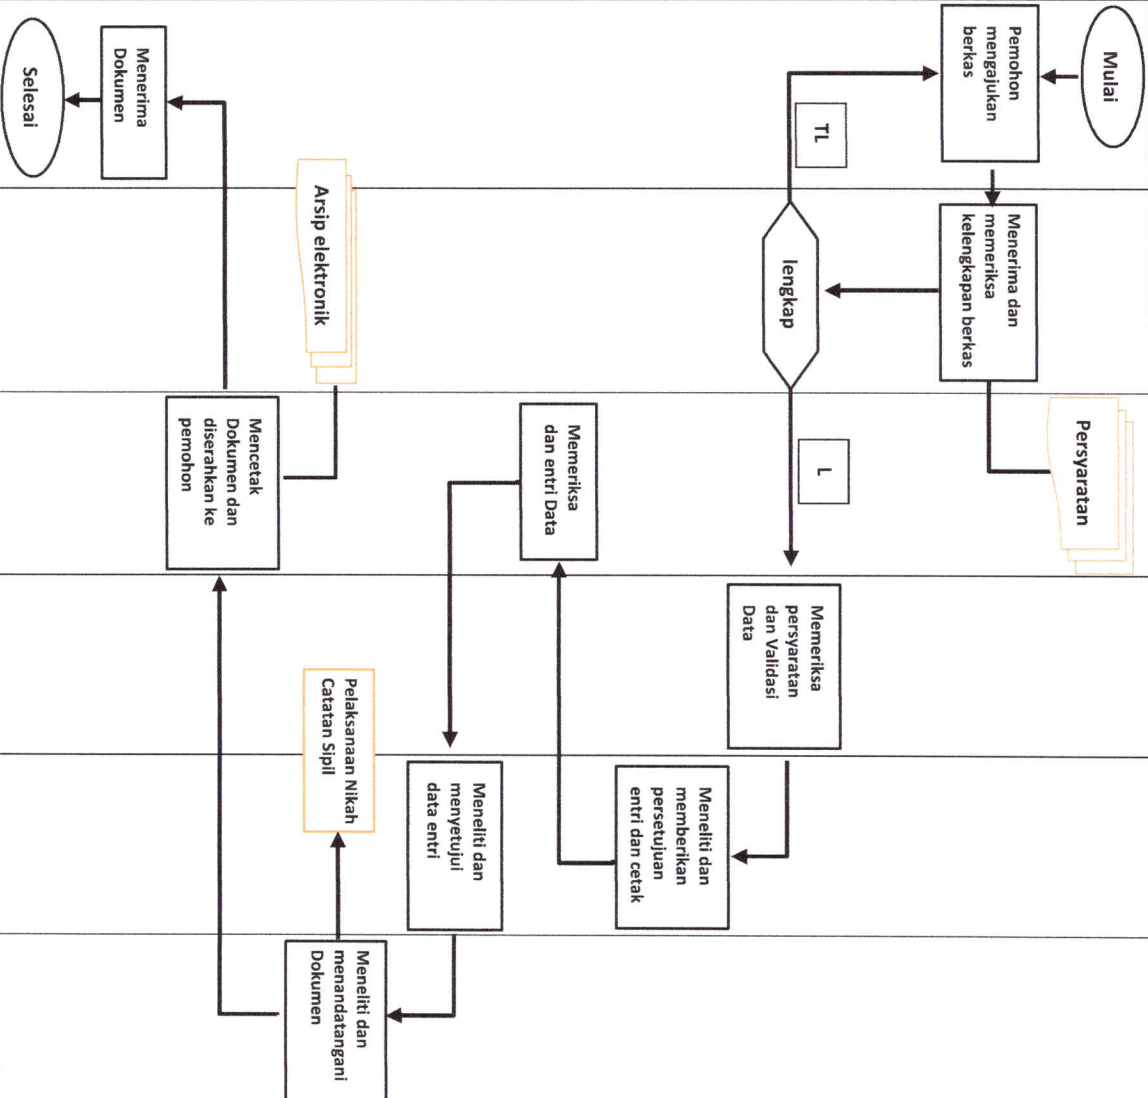 Mulai
Pemohon
mengajukan
berkas
Menerima dan
memeriksa
kelengkapan berkas
Persyaratan
TL
lengkap
L
Memeriksa
persyaratan
dan Validasi
Data
Meneliti dan
memberikan
persetujuan
entri dan cetak
Memeriksa
dan entri Data
Meneliti dan
menyetujui
data entri
Meneliti dan
menandatangani
Dokumen
Pelaksanaan Nikah
Catatan Sipil
Arsip elektronik
Mencetak
Dokumen dan
diserahkan ke
pemohon
Menerima
Dokumen
Selesai